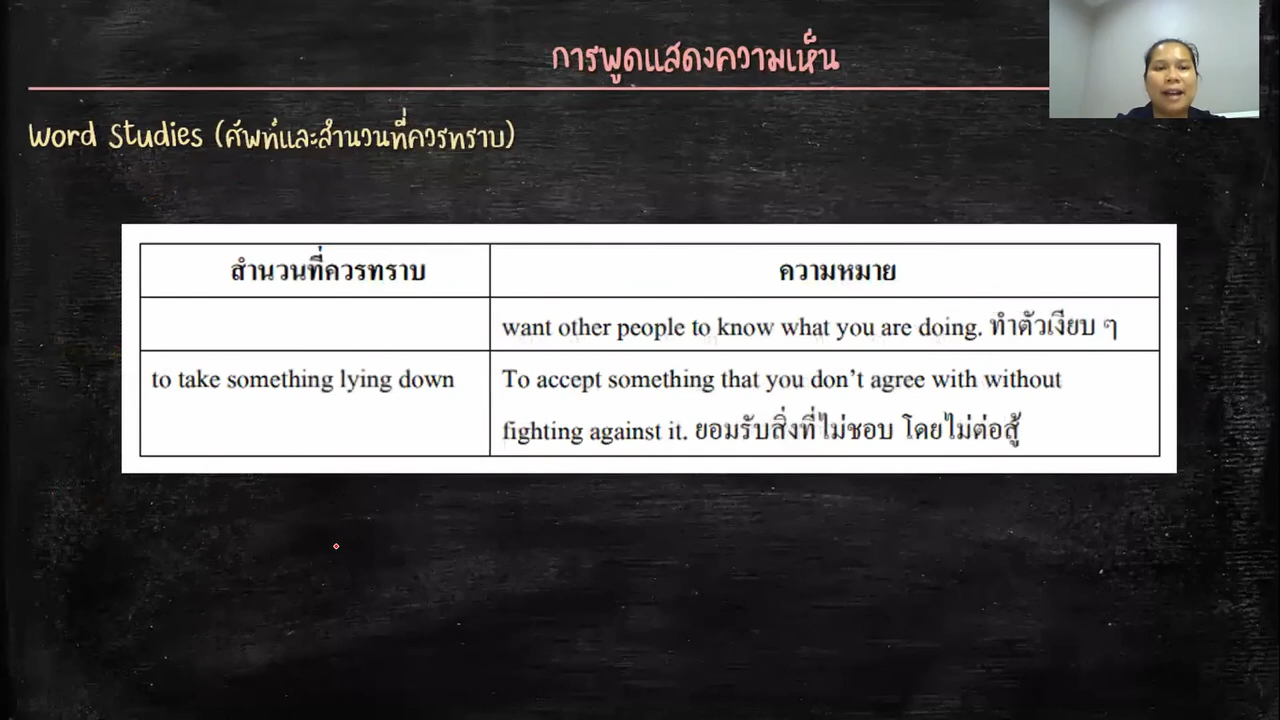 การพูดแสดงความเห็น
Word Studies (ศัพท์และสำนวนที่ควรทราบ)
สำนวนที่ควรทราบ
ความหมาย
want other people to know what you are doing. ทำตัวเงียบ ๆ
to take something lying down
To accept something that you don’t agree with without
fighting against it. ยอมรับสิ่งที่ไม่ชอบ โดยไม่ต่อสู้